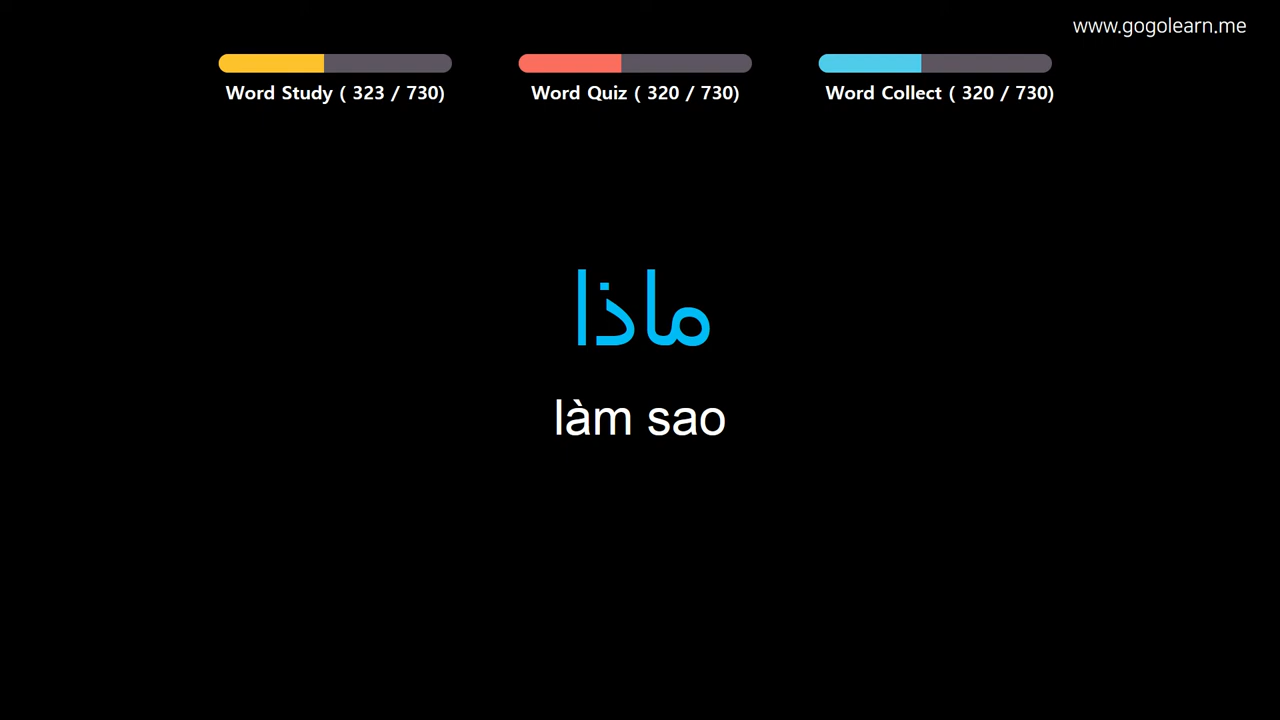 www.gogolearn.me
Word Study ( 323 / 730)
Word Quiz ( 320 / 730)
Word Collect ( 320 / 730)
ماذا
làm sao